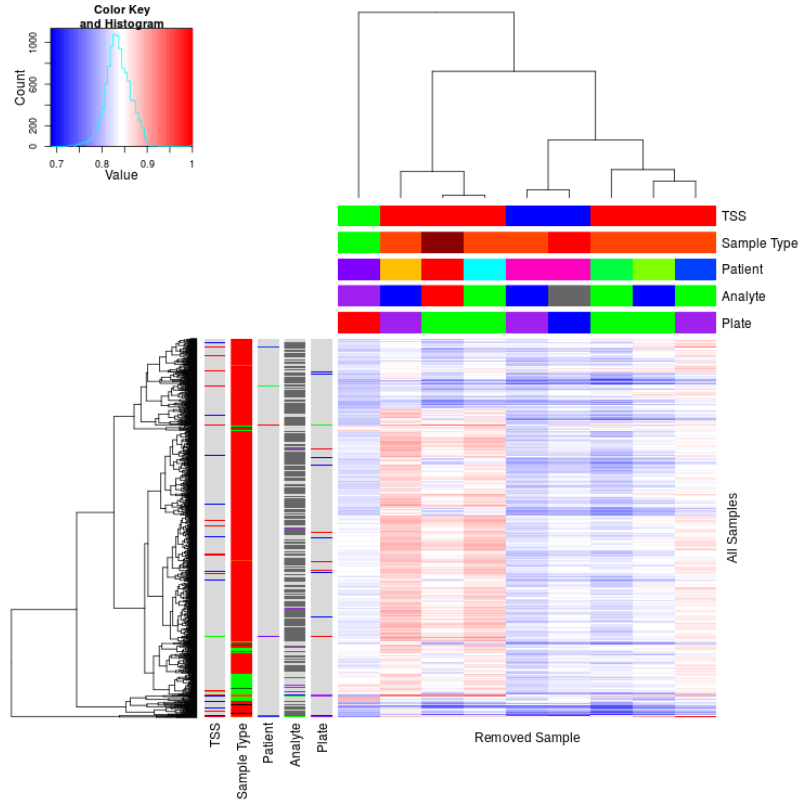 Color Key
and Histogram
Count
0
200
600
1000
0.7
0.8
0.9
1
Value
TSS
Sample Type
Patient
Analyte
Plate
All Samples
TSS
Sample Type
Patient
Analyte
Plate
Removed Sample